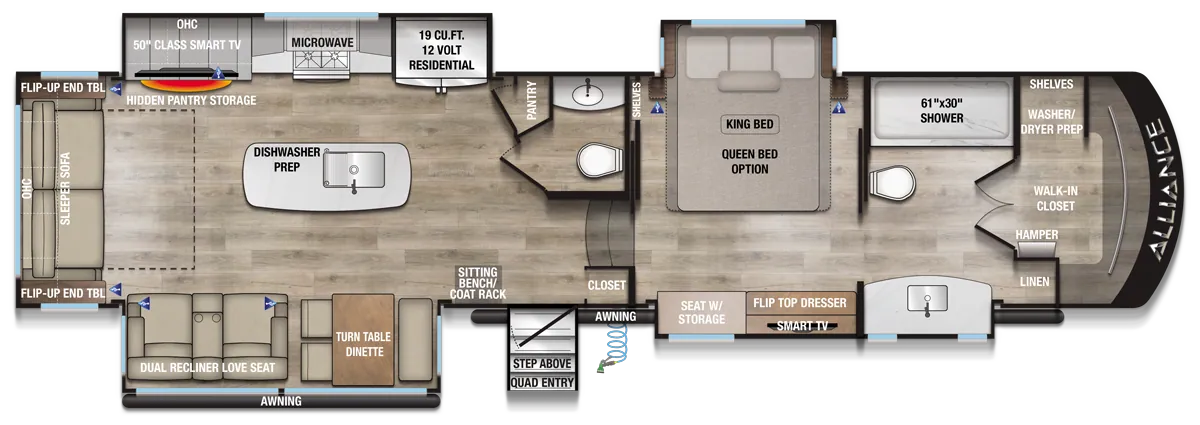 OHC
50" CLASS SMART TV
MICROWAVE
19 CU.FT.
12 VOLT
RESIDENTIAL
FLIP-UP END TBL
HIDDEN PANTRY STORAGE
PANTRY
SHELVES
KING BED
QUEEN BED
OPTION
61"x30"
SHOWER
SHELVES
WASHER/
DRYER PREP
WALK-IN
CLOSET
HAMPER
LINEN
ALLIANCE
OHC
SLEEPER SOFA
DISHWASHER
PREP
FLIP-UP END TBL
SITTING
BENCH/
COAT RACK
CLOSET
DUAL RECLINER LOVE SEAT
TURN TABLE
DINETTE
AWNING
STEP ABOVE
QUAD ENTRY
AWNING
SEAT W/
STORAGE
FLIP TOP DRESSER
SMART TV